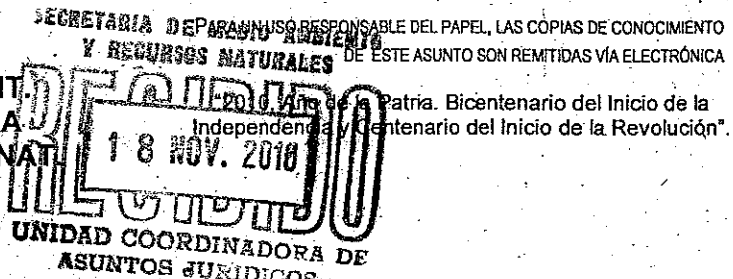 SECRETARIA DE MEDIO AMBIENTE
PARA UN USO RESPONSABLE DEL PAPEL, LAS COPIAS DE CONOCIMIENTO
Y RECURSOS NATURALES
DE ESTE ASUNTO SON REMITIDAS VÍA ELECTRÓNICA
"2010, Año de la Patria. Bicentenario del Inicio de la
Independencia y Centenario del Inicio de la Revolución".
RECIBIDO
18 NOV. 2010
UNIDAD COORDINADORA DE
ASUNTOS JURIDICOS